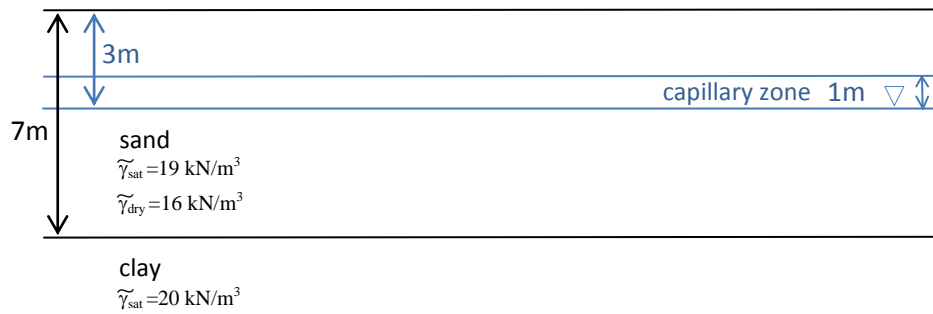 3m
capillary zone 1m
7m
sand
γ̃sat =19 kN/m³
γ̃dry =16 kN/m³
clay
γ̃sat =20 kN/m³